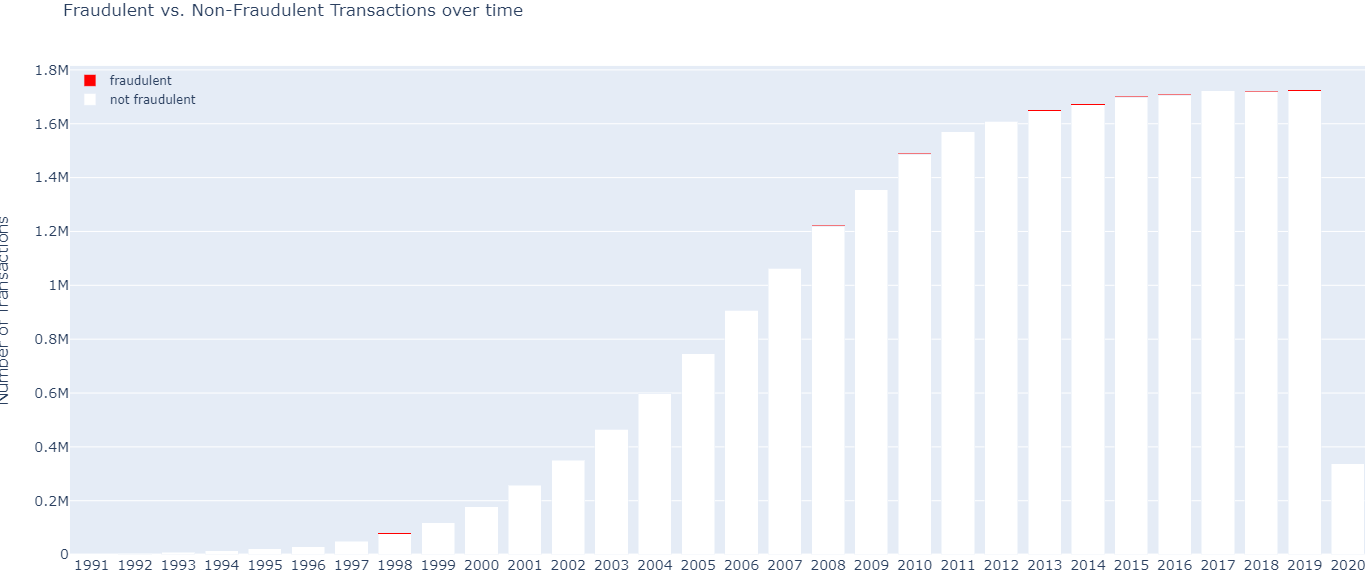 Fraudulent vs. Non-Fraudulent Transactions over time
fraudulent
not fraudulent
Number of Transactions
1.8M
1.6M
1.4M
1.2M
1M
0.8M
0.6M
0.4M
0.2M
0
1991 1992 1993 1994 1995 1996 1997 1998 1999 2000 2001 2002 2003 2004 2005 2006 2007 2008 2009 2010 2011 2012 2013 2014 2015 2016 2017 2018 2019 2020